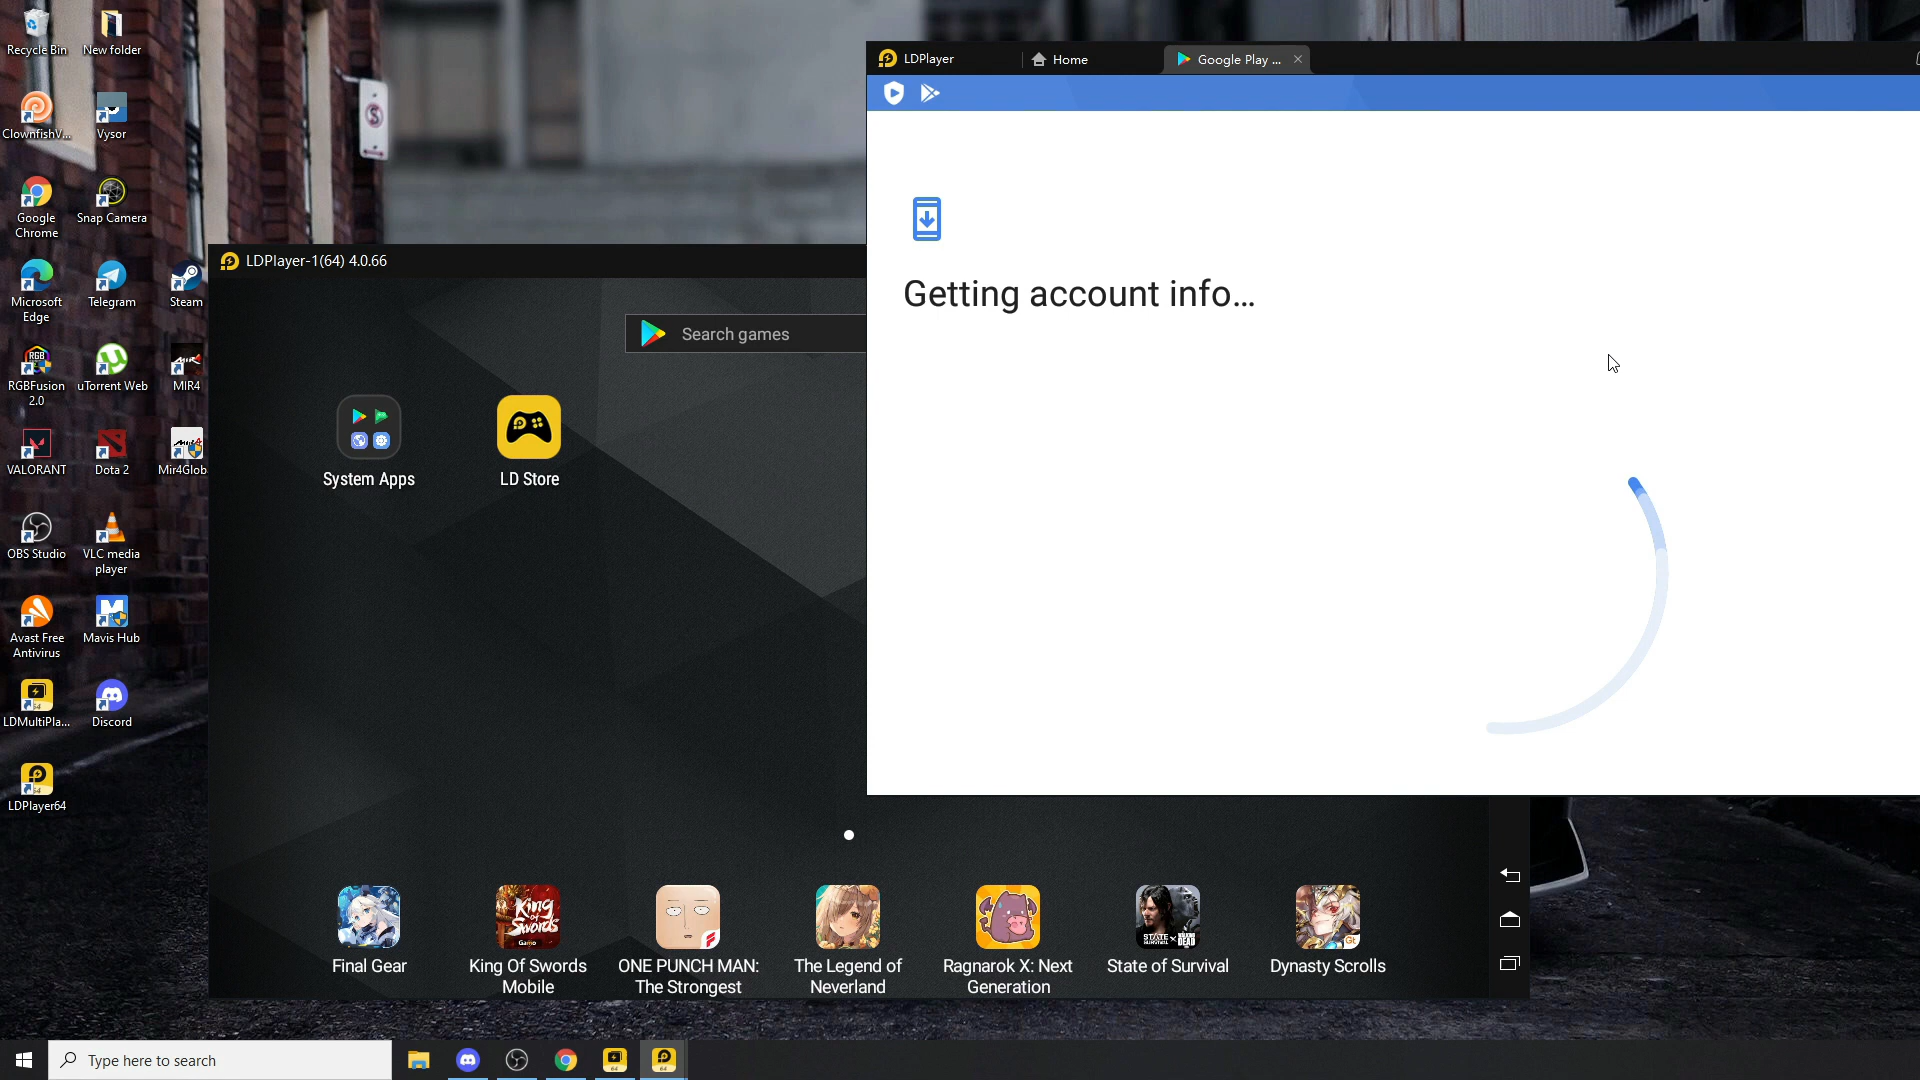 Recycle Bin
New folder
ClownfishV...
Vysor
Google
Chrome
Snap Camera
Microsoft
Edge
Telegram
Steam
RGBFusion
2.0
uTorrent Web
MIR4
VALORANT
Dota 2
Mir4Glob
OBS Studio
VLC media
player
Avast Free
Antivirus
Mavis Hub
LDMultiPla...
Discord
LDPlayer64
LDPlayer
Home
Google Play ...
Getting account info...
LDPlayer-1(64) 4.0.66
Search games
System Apps
LD Store
Final Gear
King Of Swords
Mobile
ONE PUNCH MAN:
The Strongest
The Legend of
Neverland
Ragnarok X: Next
Generation
State of Survival
Dynasty Scrolls
Type here to search